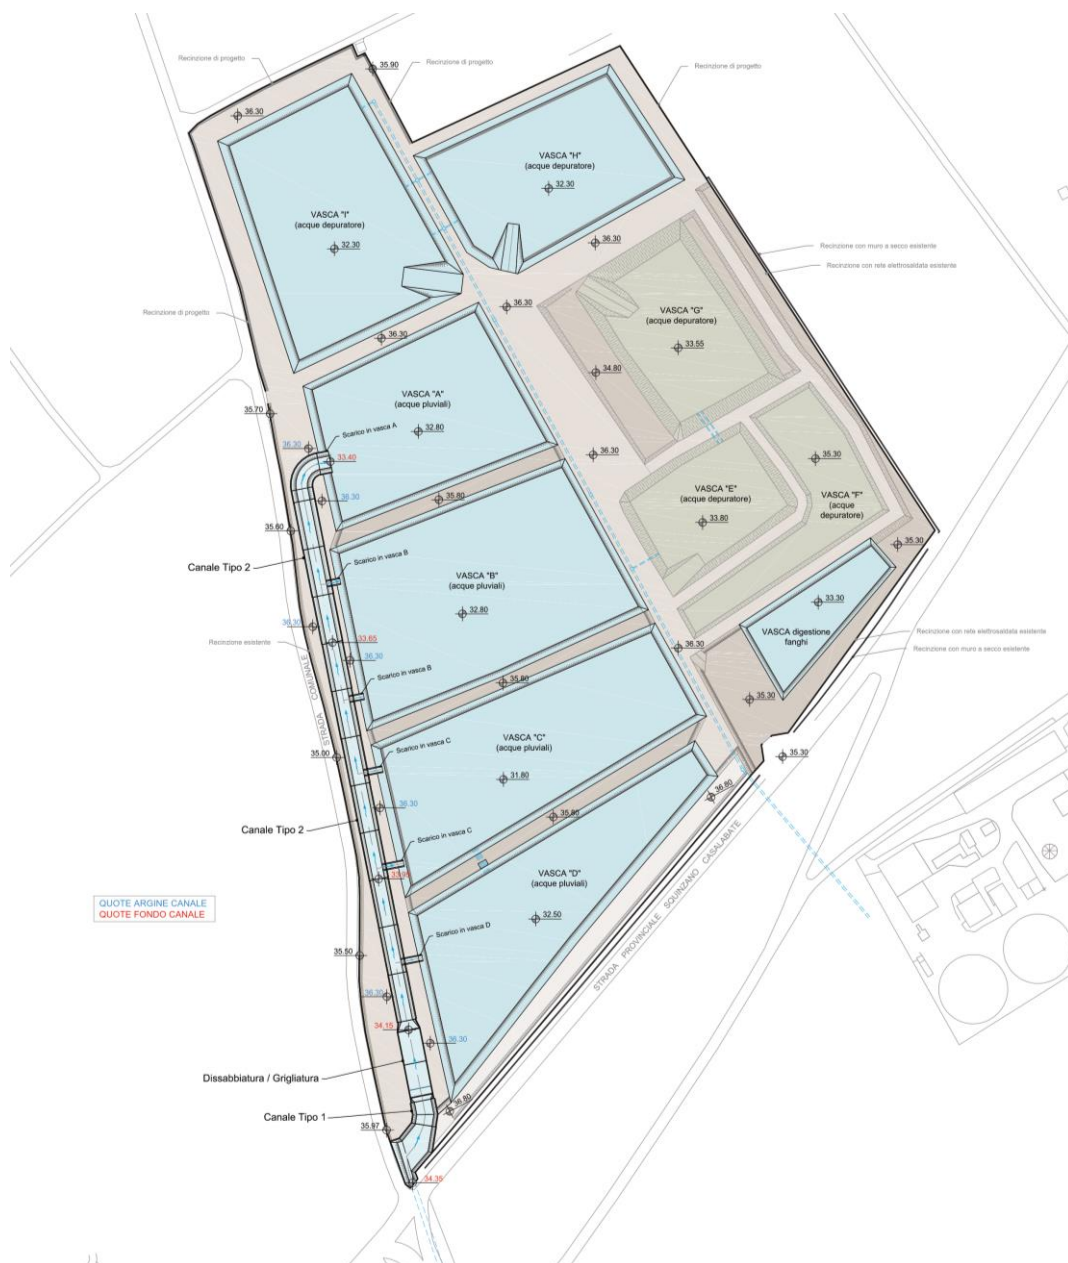 Recinzione di progetto
35.90
Recinzione di progetto
Recinzione di progetto
36.30
VASCA "H"
(acque depuratore)
32.30
VASCA "I"
(acque depuratore)
32.30
36.30
Recinzione con muro a secco esistente
Recinzione con rete elettrosaldata esistente
36.30
Recinzione di progetto
VASCA "G"
(acque depuratore)
33.55
36.30
34.80
VASCA "A"
(acque pluviali)
32.80
35.70
Scarico in vasca A
36.30
33.40
36.30
35.30
36.30
35.80
VASCA "E"
(acque depuratore)
33.80
VASCA "F"
(acque
depuratore)
35.60
35.30
Canale Tipo 2
Scarico in vasca B
VASCA "B"
(acque pluviali)
32.80
33.30
36.30
VASCA digestione
fanghi
Recinzione con rete elettrosaldata esistente
Recinzione con muro a secco esistente
Recinzione esistente
33.65
36.30
36.30
STRADA COMUNALE
Scarico in vasca B
35.80
35.30
Scarico in vasca C
VASCA "C"
(acque pluviali)
31.80
35.00
35.30
36.80
36.30
35.80
Canale Tipo 2
Scarico in vasca C
33.95
VASCA "D"
(acque pluviali)
32.50
QUOTE ARGINE CANALE
QUOTE FONDO CANALE
Scarico in vasca D
STRADA PROVINCIALE SQUINZANO CASALABATE
35.50
36.30
34.15
36.30
Dissabbiatura / Grigliatura
Canale Tipo 1
36.80
35.97
34.35